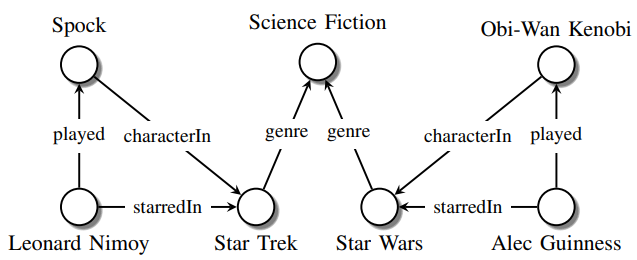 Spock
Science Fiction
Obi-Wan Kenobi
played
characterIn
genre
genre
characterIn
played
starredIn
starredIn
Leonard Nimoy
Star Trek
Star Wars
Alec Guinness